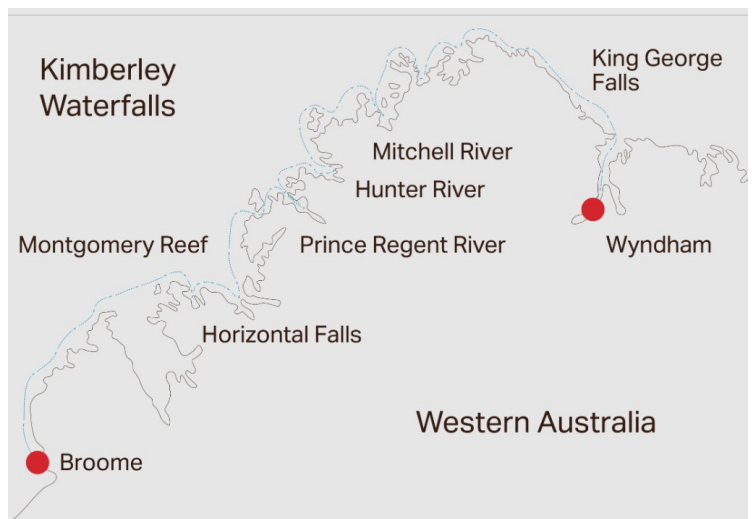 Kimberley
Waterfalls
King George
Falls
Mitchell River
Hunter River
Montgomery Reef
Prince Regent River
Wyndham
Horizontal Falls
Western Australia
Broome